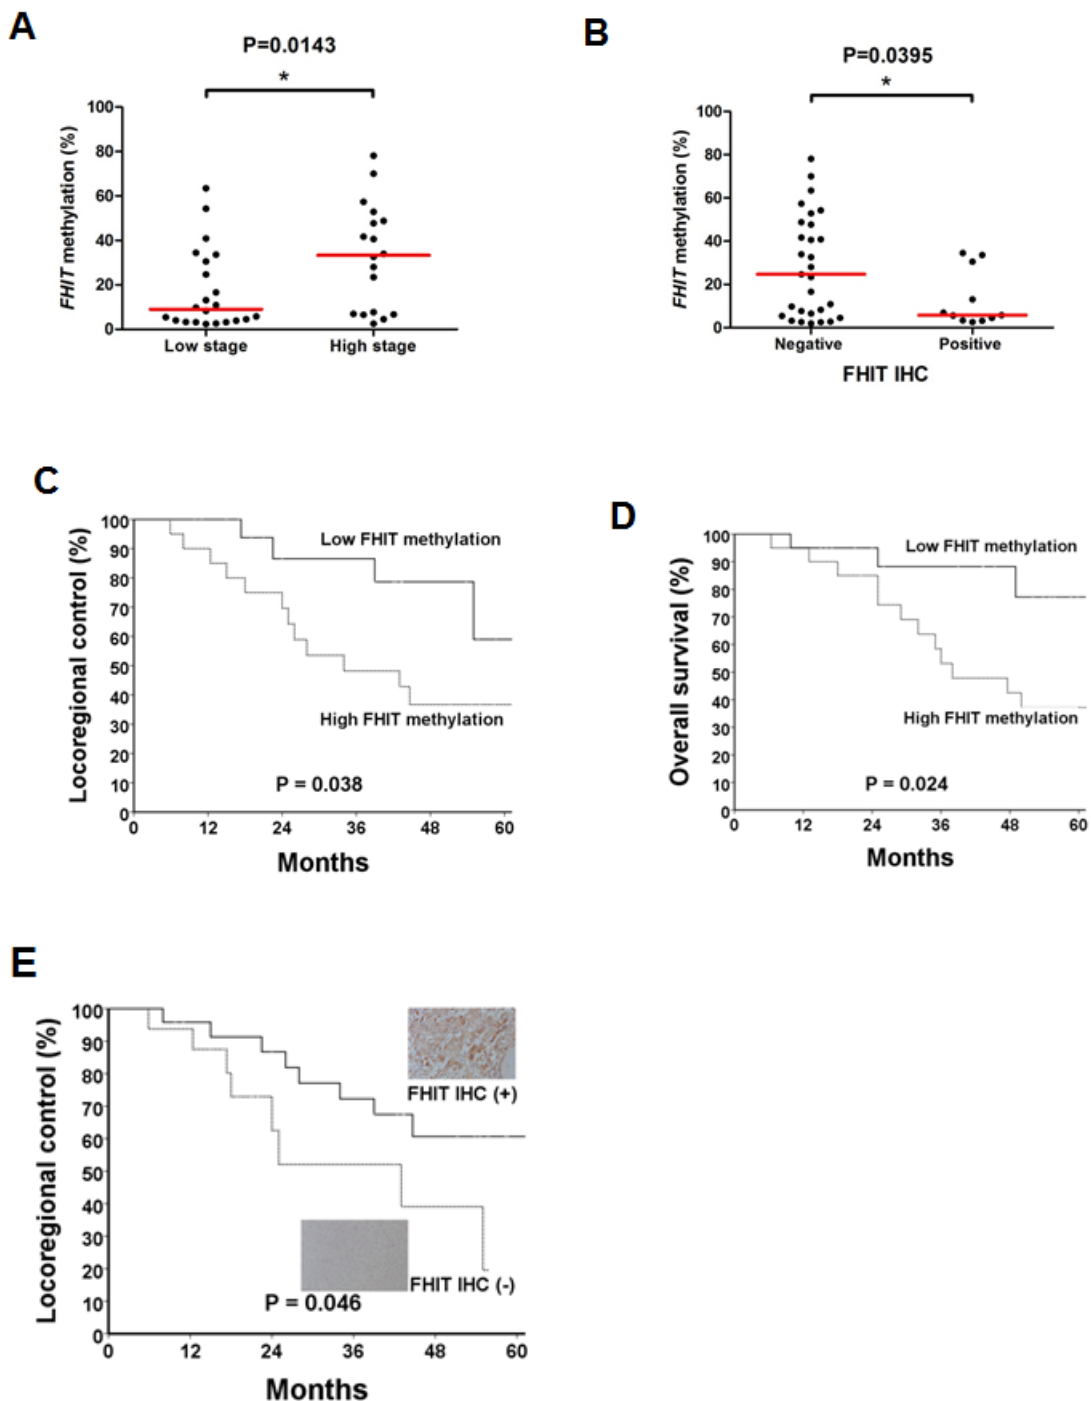 A
P=0.0143
*
FHIT methylation (%)
100
80
60
40
20
0
Low stage
High stage
B
P=0.0395
*
FHIT methylation (%)
100
80
60
40
20
0
Negative
Positive
FHIT IHC
C
Locoregional control (%)
100
90
80
70
60
50
40
30
20
10
0
Low FHIT methylation
High FHIT methylation
P = 0.038
0 12 24 36 48 60
Months
D
Overall survival (%)
100
90
80
70
60
50
40
30
20
10
0
Low FHIT methylation
High FHIT methylation
P = 0.024
0 12 24 36 48 60
Months
E
Locoregional control (%)
100
90
80
70
60
50
40
30
20
10
0
FHIT IHC (+)
FHIT IHC (-)
P = 0.046
0 12 24 36 48 60
Months